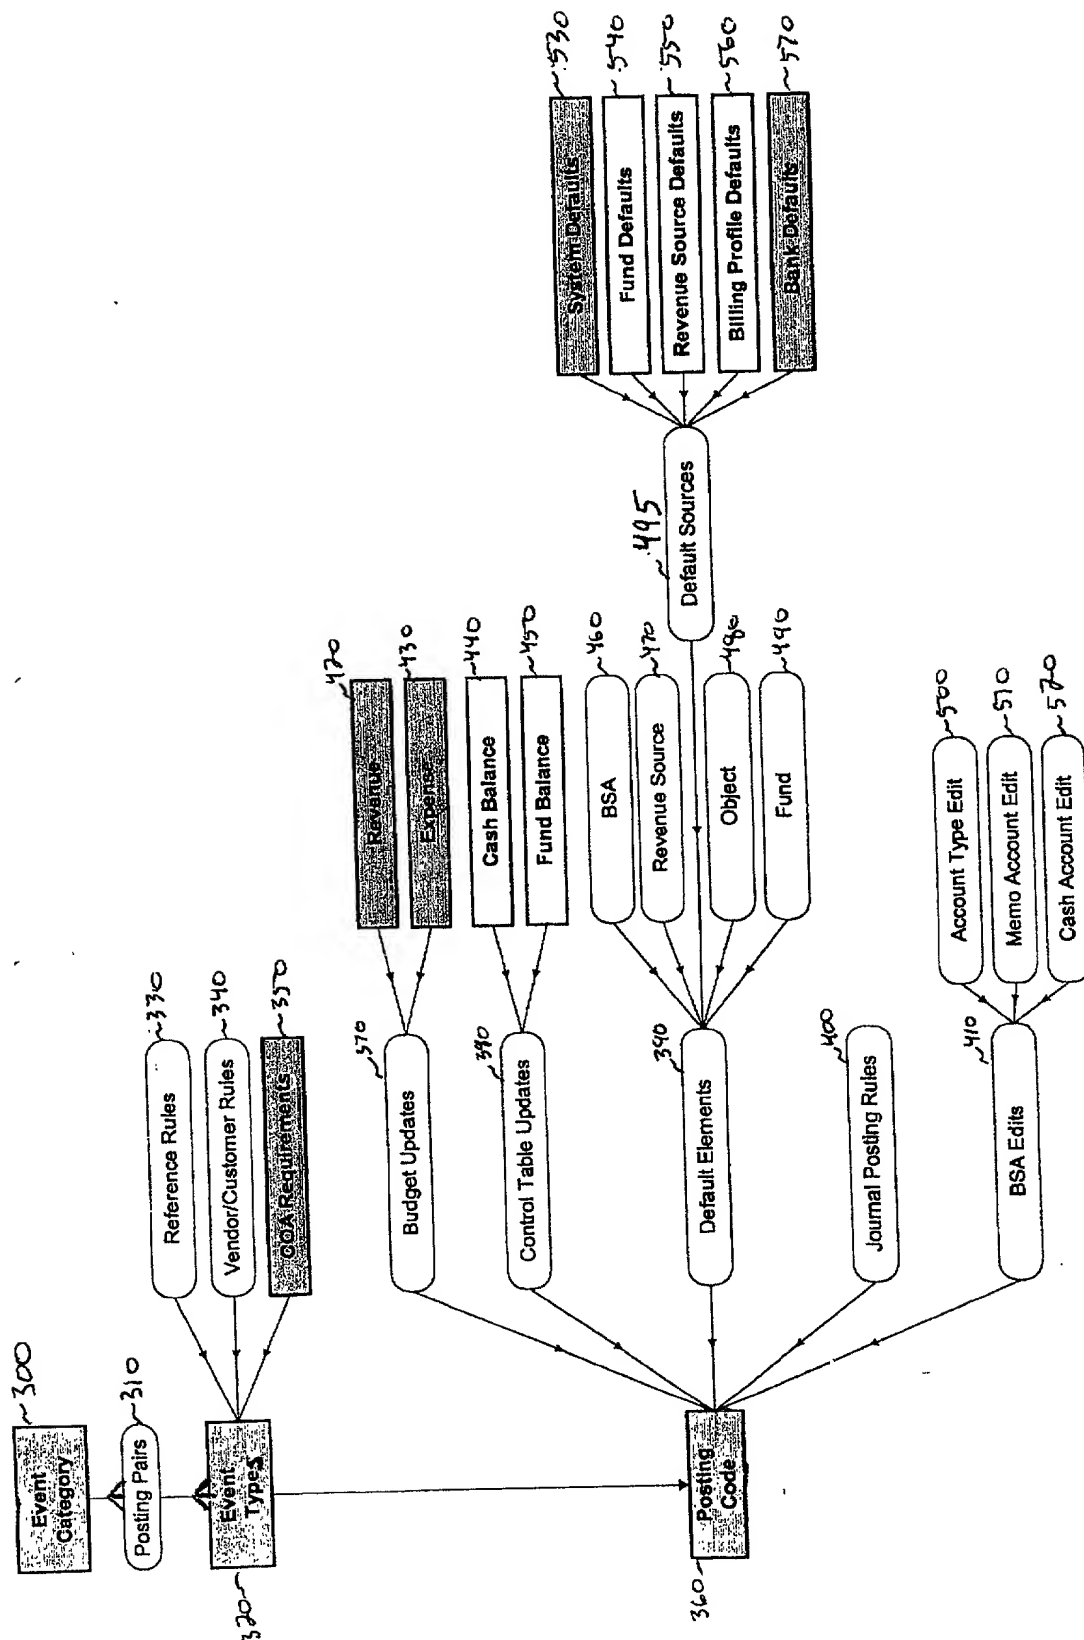 Event
Category
300
Posting Pairs
310
Event
Types
320
Reference Rules
330
Vendor/Customer Rules
340
COA Requirements
350
Posting
Code
360
Budget Updates
370
Revenue
420
Expense
430
Control Table Updates
380
Cash Balance
440
Fund Balance
450
Default Elements
390
BSA
460
Revenue Source
470
Object
480
Fund
490
Default Sources
495
System Defaults
530
Fund Defaults
540
Revenue Source Defaults
550
Billing Profile Defaults
560
Bank Defaults
570
Journal Posting Rules
400
BSA Edits
410
Account Type Edit
500
Memo Account Edit
510
Cash Account Edit
520